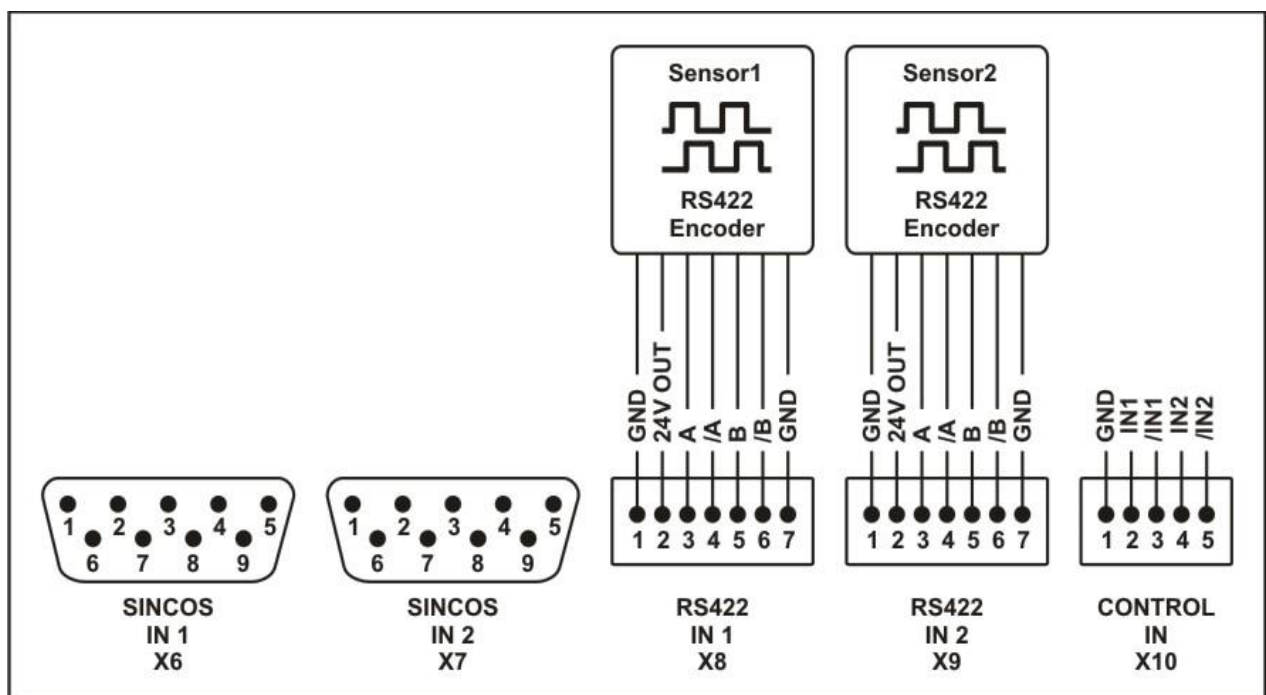 Sensor1
RS422
Encoder
Sensor2
RS422
Encoder
GND
24V OUT
A
/A
B
/B
GND
GND
24V OUT
A
/A
B
/B
GND
GND
IN1
/IN1
IN2
/IN2
1 2 3 4 5
6 7 8 9
SINCOS
IN 1
X6
1 2 3 4 5
6 7 8 9
SINCOS
IN 2
X7
1 2 3 4 5 6 7
RS422
IN 1
X8
1 2 3 4 5 6 7
RS422
IN 2
X9
1 2 3 4 5
CONTROL
IN
X10